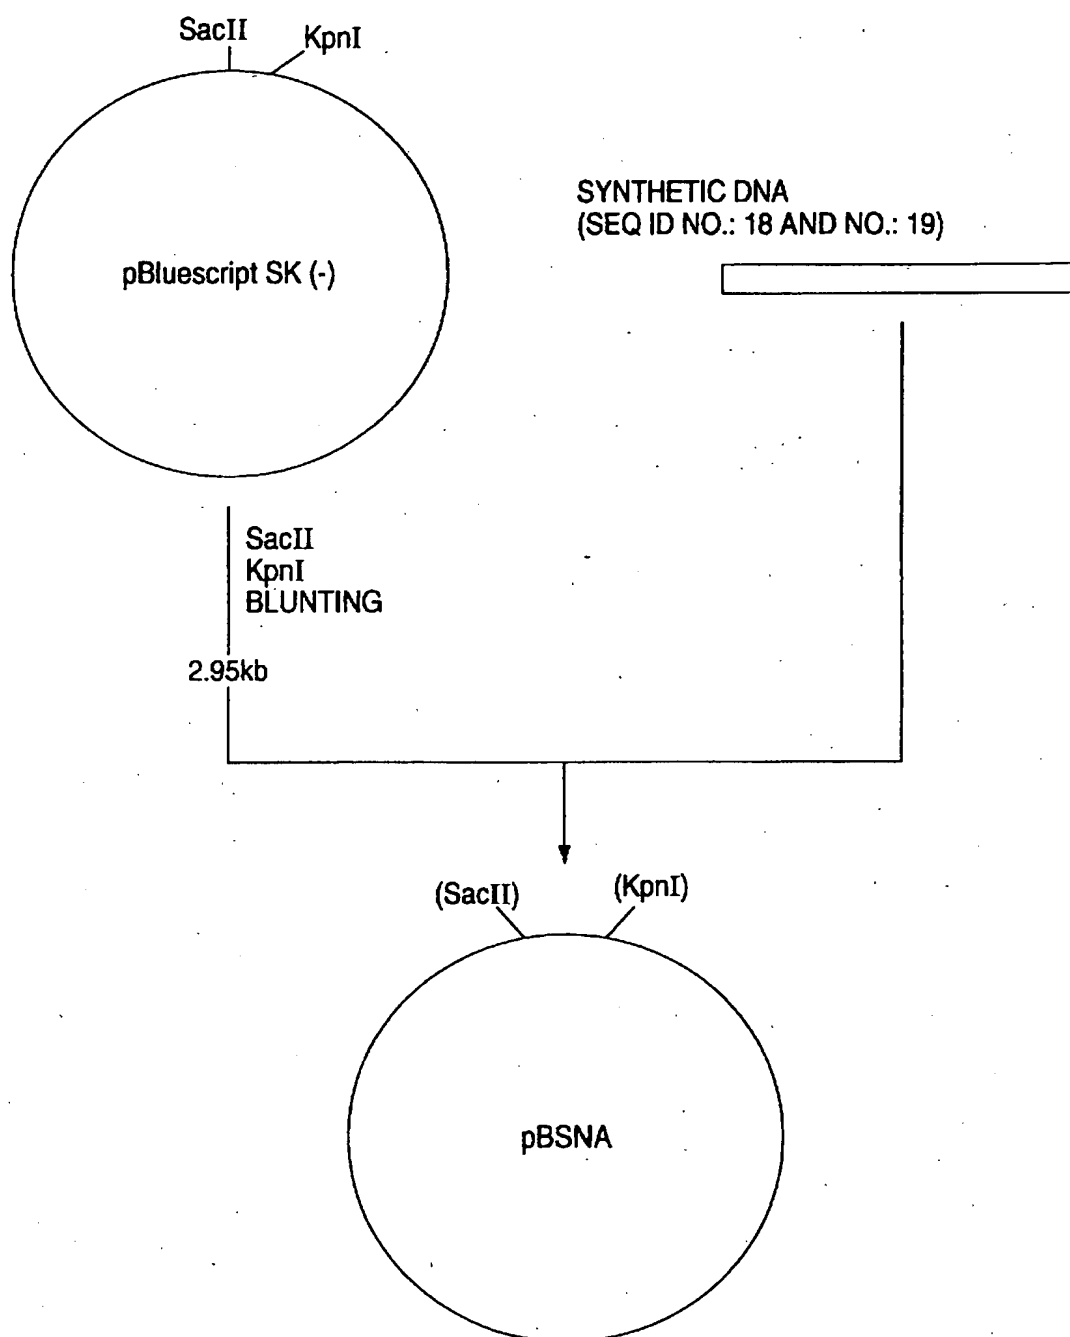 SacII
KpnI
pBluescript SK (-)
SYNTHETIC DNA
(SEQ ID NO.: 18 AND NO.: 19)
SacII
KpnI
BLUNTING
2.95kb
(SacII)
(KpnI)
pBSNA